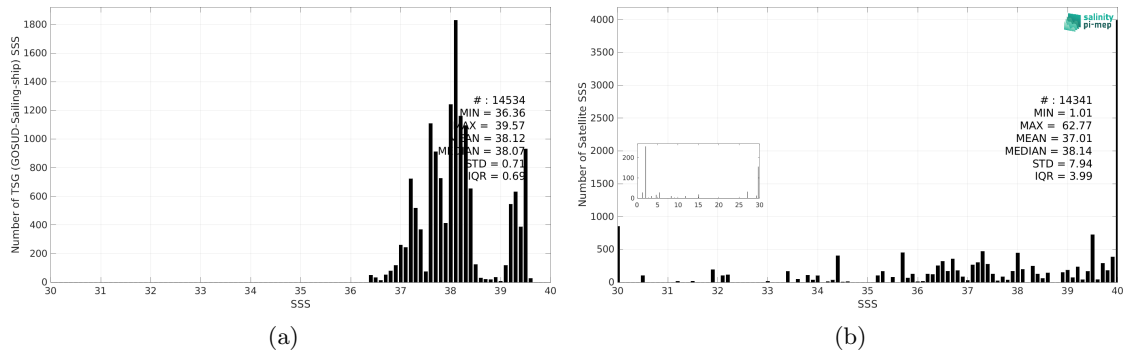 1800
1600
1400
1200
1000
800
600
400
200
0
Number of TSG (GOSUD-Sailing-ship) SSS
# : 14534
MIN = 36.36
MAX = 39.57
MEAN = 38.12
MEDIAN = 38.07
STD = 0.71
IQR = 0.69
30 31 32 33 34 35 36 37 38 39 40
SSS
(a)
salinity
pi-mep
4000
3500
3000
2500
2000
1500
1000
500
0
Number of Satellite SSS
# : 14341
MIN = 1.01
MAX = 62.77
MEAN = 37.01
MEDIAN = 38.14
STD = 7.94
IQR = 3.99
200
100
0
0 5 10 15 20 25 30
30 31 32 33 34 35 36 37 38 39 40
SSS
(b)